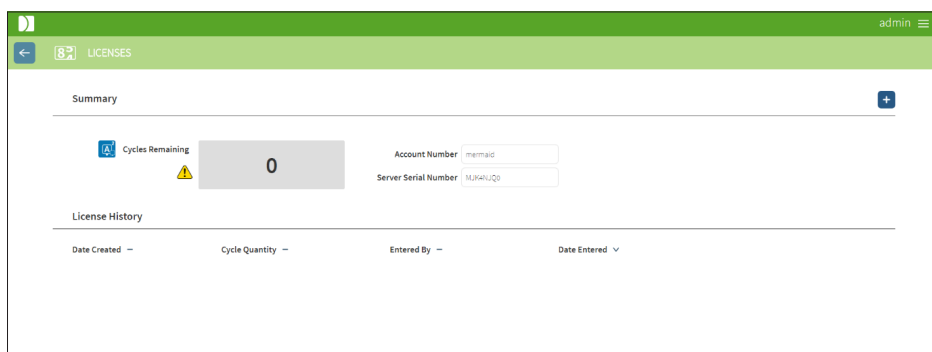 admin
LICENSES
Summary
Cycles Remaining
0
Account Number mermaid
Server Serial Number
License History
Date Created Cycle Quantity Entered By Date Entered